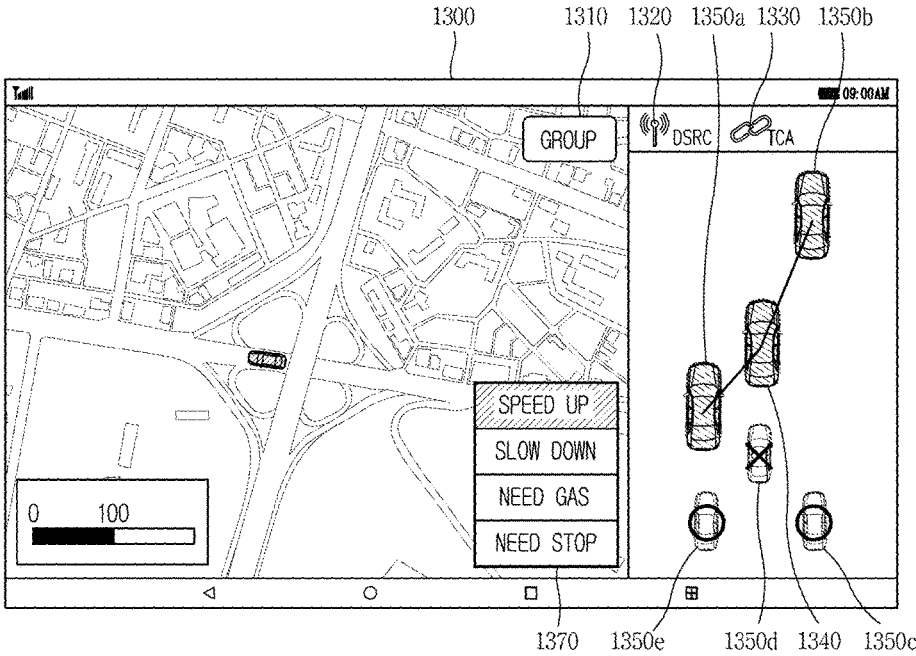 1300 1310 1320 1350a 1330 1350b
09:00AM
GROUP DSRC TCA
SPEED UP
SLOW DOWN
NEED GAS
NEED STOP
0 100
1370 1350e 1350d 1340 1350c